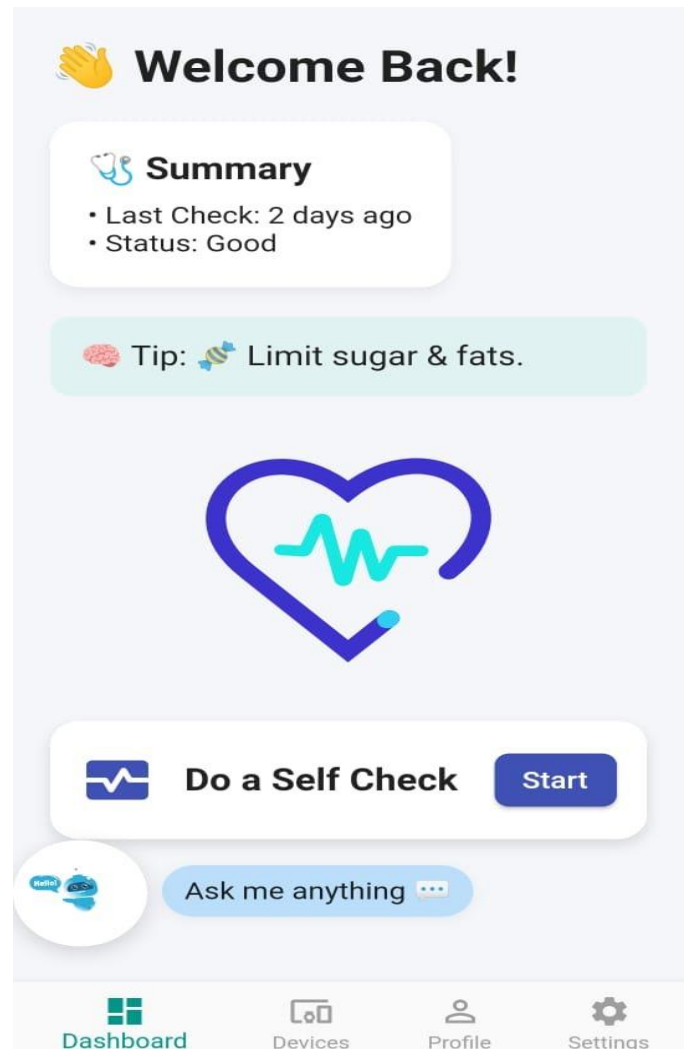 👋 Welcome Back!
🩺 Summary
• Last Check: 2 days ago
• Status: Good
🧠 Tip: 🍬 Limit sugar & fats.
Do a Self Check
Start
Hello!
Ask me anything 💬
Dashboard
Devices
Profile
Settings